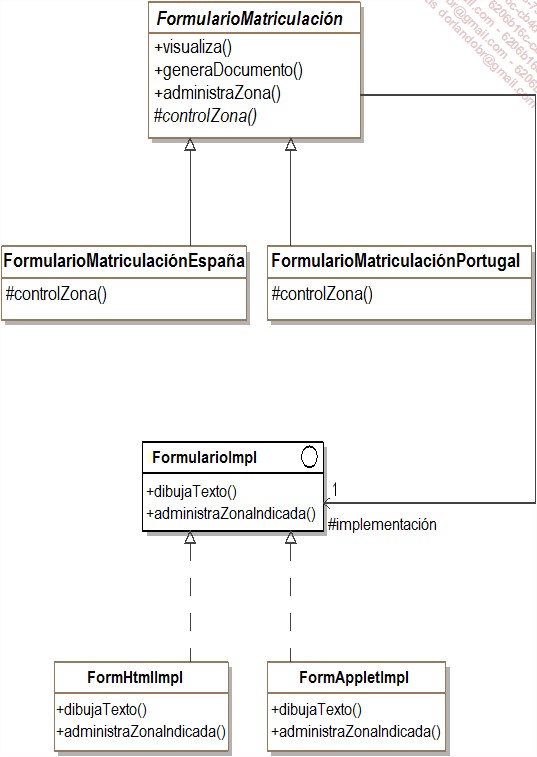 FormularioMatriculación
+visualiza()
+generaDocumento()
+administraZona()
#controlZona()
FormularioMatriculaciónEspaña
#controlZona()
FormularioMatriculaciónPortugal
#controlZona()
FormularioImpl
+dibujaTexto()
+administraZonaIndicada()
1
#implementación
FormHtmlImpl
+dibujaTexto()
+administraZonaIndicada()
FormAppletImpl
+dibujaTexto()
+administraZonaIndicada()